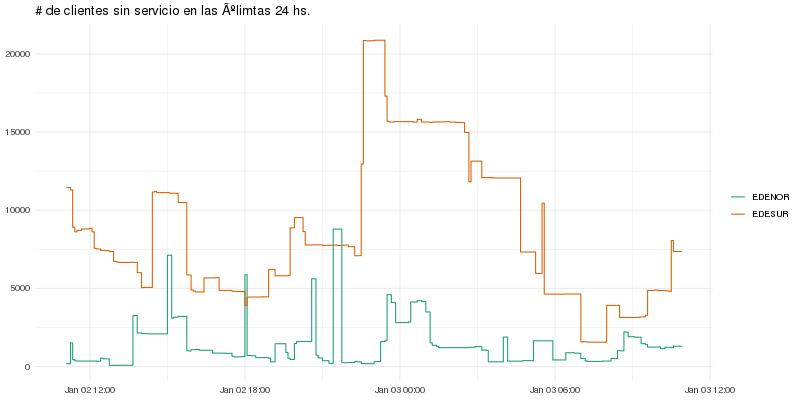 # de clientes sin servicio en las Ãºlimtas 24 hs.
20000
15000
10000
5000
0
Jan 02 12:00
Jan 02 18:00
Jan 03 00:00
Jan 03 06:00
Jan 03 12:00
EDENOR
EDESUR